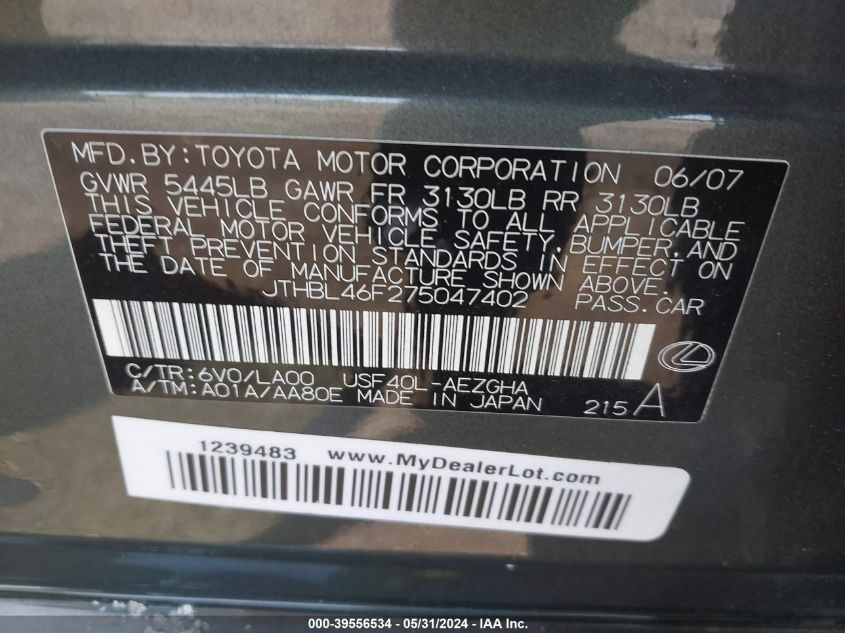 MFD. BY: TOYOTA MOTOR CORPORATION 06/07
GVWR 5445LB GAWR FR 3130LB RR 3130LB
THIS VEHICLE CONFORMS TO ALL APPLICABLE
FEDERAL MOTOR VEHICLE SAFETY, BUMPER, AND
THEFT PREVENTION STANDARDS IN EFFECT ON
THE DATE OF MANUFACTURE SHOWN ABOVE.
JTHBL46F275047402 PASS. CAR
C/TR: 6V0/LA00 USF40L-AEZGHA
A/TM: A01A/AA80E MADE IN JAPAN 215 A
1239483 www.MyDealerLot.com
000-39556534 - 05/31/2024 - IAA Inc.